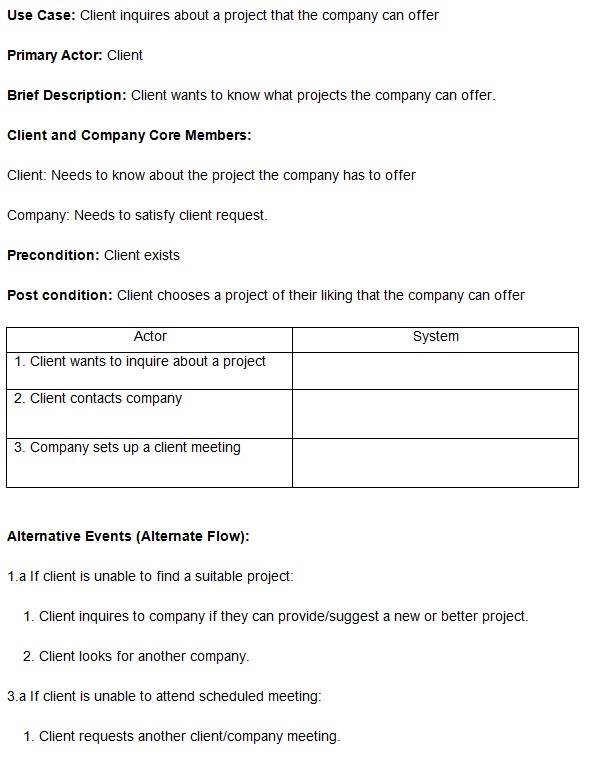 Use Case: Client inquires about a project that the company can offer
Primary Actor: Client
Brief Description: Client wants to know what projects the company can offer.
Client and Company Core Members:
Client: Needs to know about the project the company has to offer
Company: Needs to satisfy client request.
Precondition: Client exists
Post condition: Client chooses a project of their liking that the company can offer
Actor System
1. Client wants to inquire about a project
2. Client contacts company
3. Company sets up a client meeting
Alternative Events (Alternate Flow):
1.a If client is unable to find a suitable project:
1. Client inquires to company if they can provide/suggest a new or better project.
2. Client looks for another company.
3.a If client is unable to attend scheduled meeting:
1. Client requests another client/company meeting.